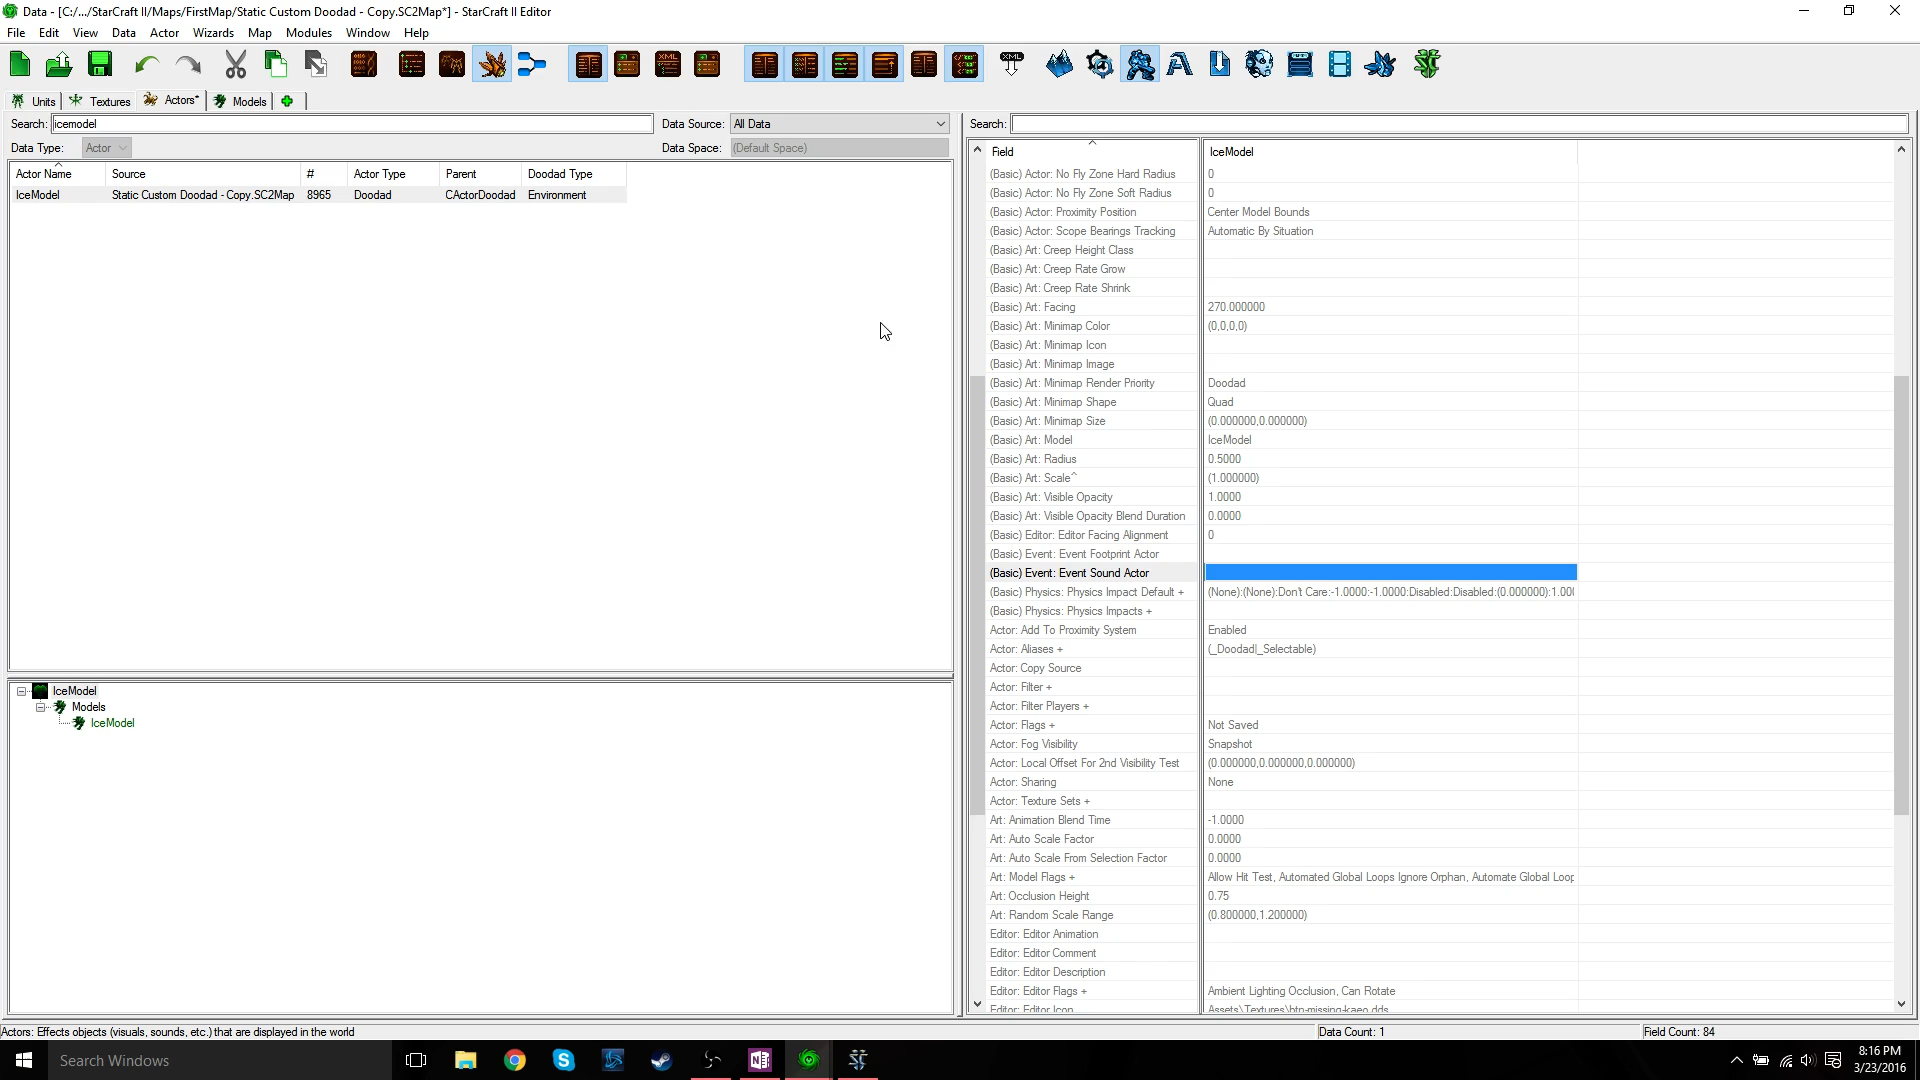 Data - [C:/.../StarCraft II/Maps/FirstMap/Static Custom Doodad - Copy.SC2Map*] - StarCraft II Editor
File Edit View Data Actor Wizards Map Modules Window Help
Units Textures Actors* Models
Search: icemodel
Data Source: All Data
Data Type: Actor
Data Space: (Default Space)
Actor Name Source # Actor Type Parent Doodad Type
IceModel Static Custom Doodad - Copy.SC2Map 8965 Doodad CActorDoodad Environment
IceModel
Models
IceModel
Search:
Field IceModel
(Basic) Actor: No Fly Zone Hard Radius 0
(Basic) Actor: No Fly Zone Soft Radius 0
(Basic) Actor: Proximity Position Center Model Bounds
(Basic) Actor: Scope Bearings Tracking Automatic By Situation
(Basic) Art: Creep Height Class
(Basic) Art: Creep Rate Grow
(Basic) Art: Creep Rate Shrink
(Basic) Art: Facing 270.000000
(Basic) Art: Minimap Color (0,0,0,0)
(Basic) Art: Minimap Icon
(Basic) Art: Minimap Image
(Basic) Art: Minimap Render Priority Doodad
(Basic) Art: Minimap Shape Quad
(Basic) Art: Minimap Size (0.000000,0.000000)
(Basic) Art: Model IceModel
(Basic) Art: Radius 0.5000
(Basic) Art: Scale^ (1.000000)
(Basic) Art: Visible Opacity 1.0000
(Basic) Art: Visible Opacity Blend Duration 0.0000
(Basic) Editor: Editor Facing Alignment 0
(Basic) Event: Event Footprint Actor
(Basic) Event: Event Sound Actor
(Basic) Physics: Physics Impact Default + (None):(None):Don't Care:-1.0000:-1.0000:Disabled:Disabled:(0.000000):1.00(
(Basic) Physics: Physics Impacts +
Actor: Add To Proximity System Enabled
Actor: Aliases + (_Doodad|_Selectable)
Actor: Copy Source
Actor: Filter +
Actor: Filter Players +
Actor: Flags + Not Saved
Actor: Fog Visibility Snapshot
Actor: Local Offset For 2nd Visibility Test (0.000000,0.000000,0.000000)
Actor: Sharing None
Actor: Texture Sets +
Art: Animation Blend Time -1.0000
Art: Auto Scale Factor 0.0000
Art: Auto Scale From Selection Factor 0.0000
Art: Model Flags + Allow Hit Test, Automated Global Loops Ignore Orphan, Automate Global Loop
Art: Occlusion Height 0.75
Art: Random Scale Range (0.800000,1.200000)
Editor: Editor Animation
Editor: Editor Comment
Editor: Editor Description
Editor: Editor Flags + Ambient Lighting Occlusion, Can Rotate
Editor: Editor Icon Assets\Textures\btn-missing-kaeo.dds
Actors: Effects objects (visuals, sounds, etc.) that are displayed in the world
Data Count: 1
Field Count: 84
Search Windows
8:16 PM
3/23/2016